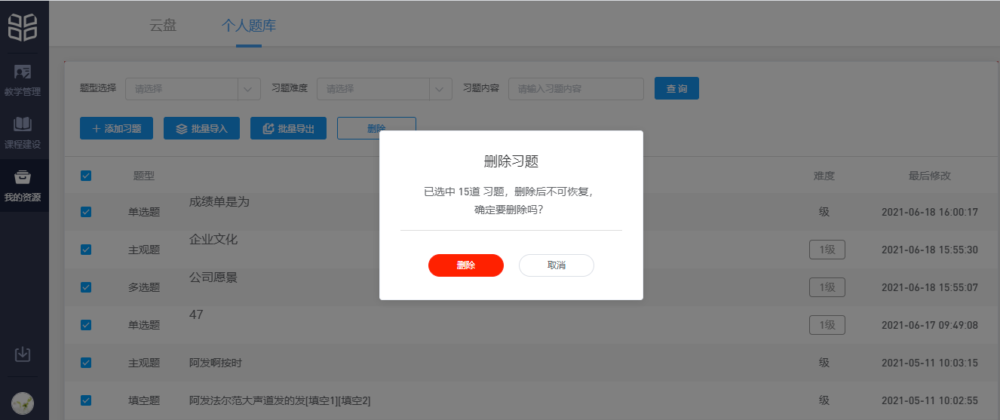 云盘
个人题库
教学管理
课程建设
我的资源
题型选择
请选择
习题难度
请选择
习题内容
请输入习题内容
查询
添加习题
批量导入
批量导出
删除
删除习题
已选中 15道 习题，删除后不可恢复，
确定要删除吗？
删除
取消
题型
难度
最后修改
单选题
成绩单是为
级
2021-06-18 16:00:17
主观题
企业文化
1级
2021-06-18 15:55:30
多选题
公司愿景
1级
2021-06-18 15:55:07
单选题
47
1级
2021-06-17 09:49:08
主观题
阿发啊按时
级
2021-05-11 10:03:15
填空题
阿发法尔范大声道发的发[填空1][填空2]
级
2021-05-11 10:02:55